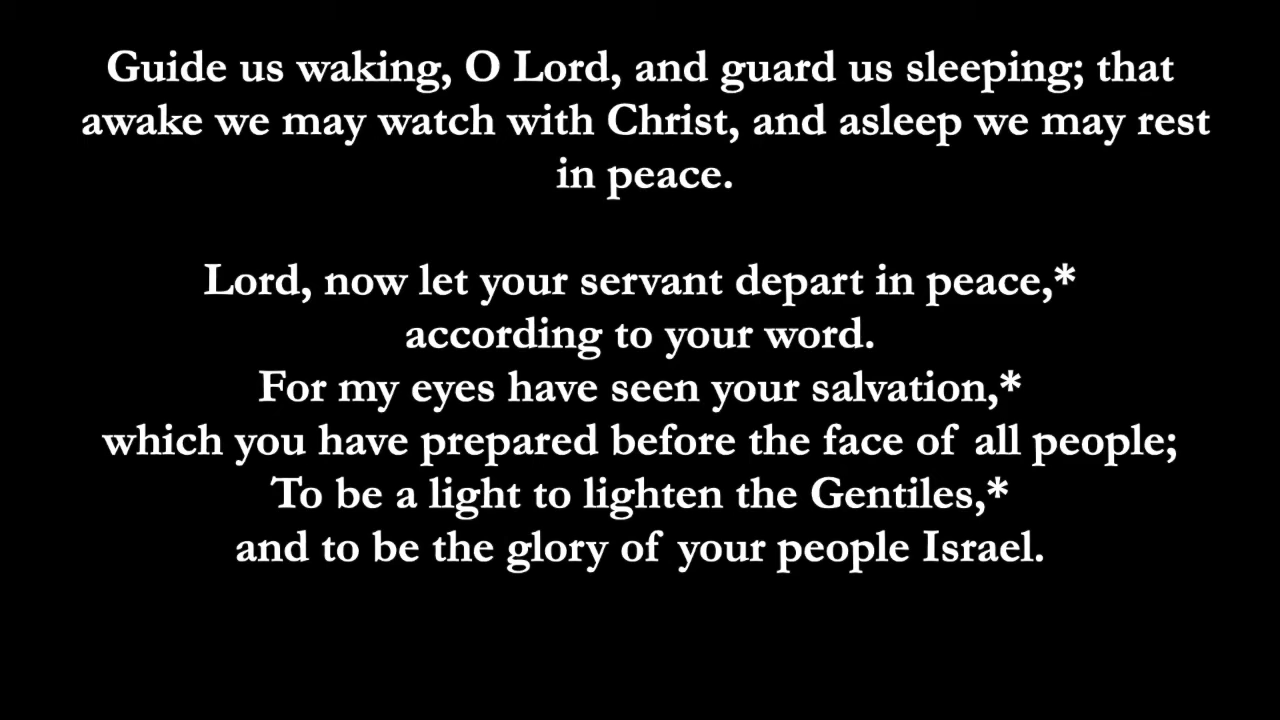 Guide us waking, O Lord, and guard us sleeping; that
awake we may watch with Christ, and asleep we may rest
in peace.
Lord, now let your servant depart in peace,*
according to your word.
For my eyes have seen your salvation,*
which you have prepared before the face of all people;
To be a light to lighten the Gentiles,*
and to be the glory of your people Israel.